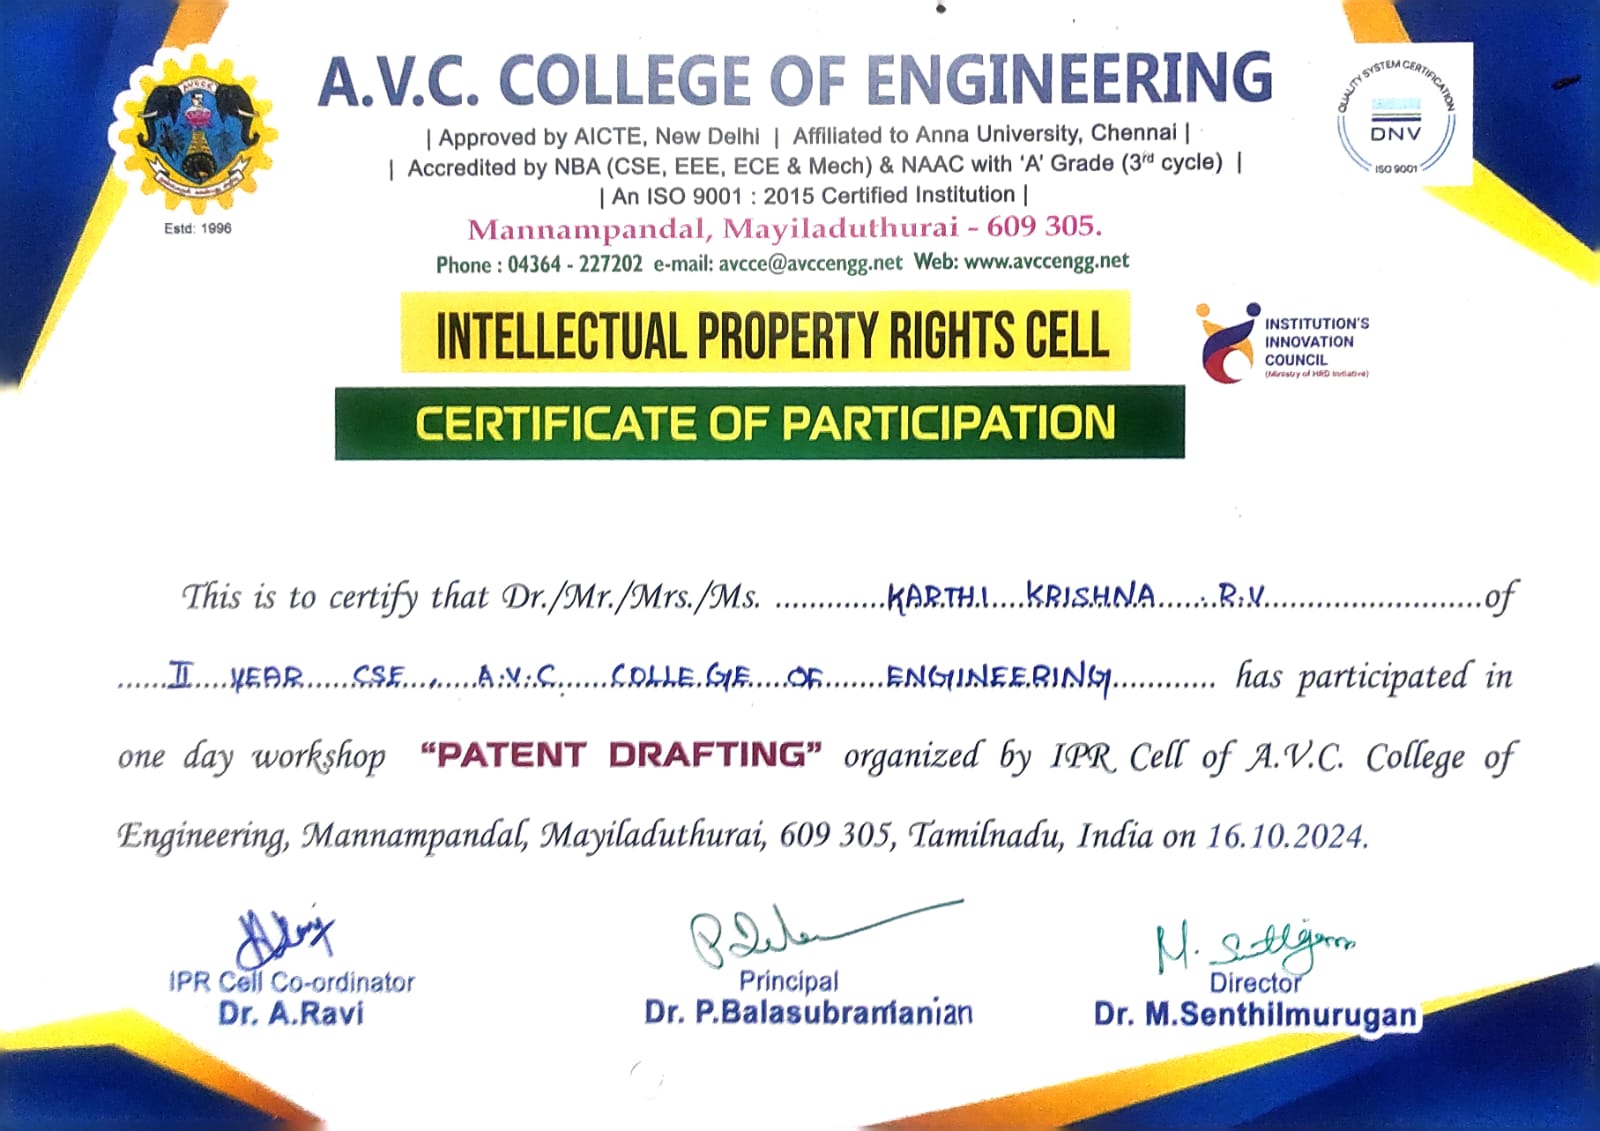 A.V.C. COLLEGE OF ENGINEERING
| Approved by AICTE, New Delhi | Affiliated to Anna University, Chennai |
| Accredited by NBA (CSE, EEE, ECE & Mech) & NAAC with 'A' Grade (3rd cycle) |
| An ISO 9001 : 2015 Certified Institution |
Mannampandal, Mayiladuthurai - 609 305.
Phone : 04364 - 227202 e-mail: avcce@avccengg.net Web: www.avccengg.net
AVCCE
Estd: 1996
QUALITY SYSTEM CERTIFICATION
DNV
ISO 9001
INTELLECTUAL PROPERTY RIGHTS CELL
INSTITUTION'S
INNOVATION
COUNCIL
(Ministry of HRD Initiative)
CERTIFICATE OF PARTICIPATION
This is to certify that Dr./Mr./Mrs./Ms. KARTHI KRISHNA . R.V of
II YEAR CSE, A.V.C. COLLEGE OF ENGINEERING has participated in
one day workshop “PATENT DRAFTING” organized by IPR Cell of A.V.C. College of
Engineering, Mannampandal, Mayiladuthurai, 609 305, Tamilnadu, India on 16.10.2024.
IPR Cell Co-ordinator
Dr. A.Ravi
Principal
Dr. P.Balasubramanian
Director
Dr. M.Senthilmurugan